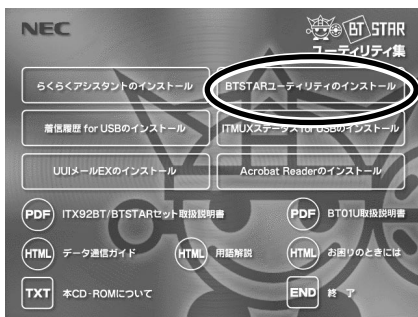 NEC
BT STAR
ユーティリティ集
らくらくアシスタントのインストール
BTSTARユーティリティのインストール
着信履歴 for USBのインストール
ITMUXステータス for USBのインストール
UUIメールEXのインストール
Acrobat Readerのインストール
PDF ITX92BT/BTSTARセット取扱説明書
PDF BT01U取扱説明書
HTML データ通信ガイド
HTML 用語解説
HTML お困りのときには
TXT 本CD-ROMについて
END 終 了